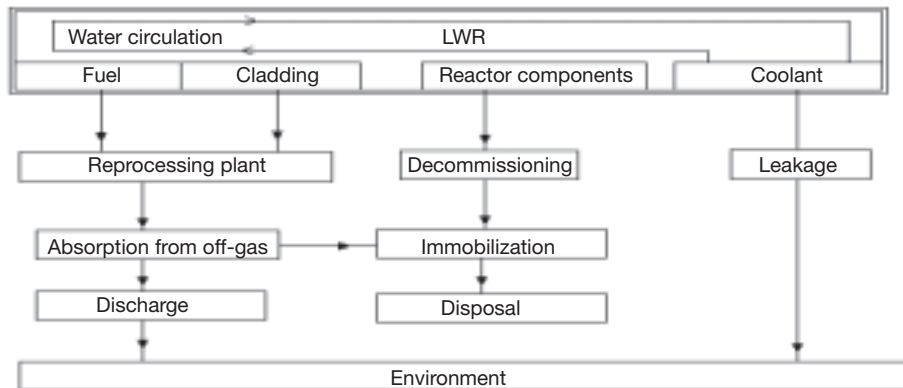 Water circulation LWR
Fuel Cladding Reactor components Coolant
Reprocessing plant Decommissioning Leakage
Absorption from off-gas Immobilization
Discharge Disposal
Environment